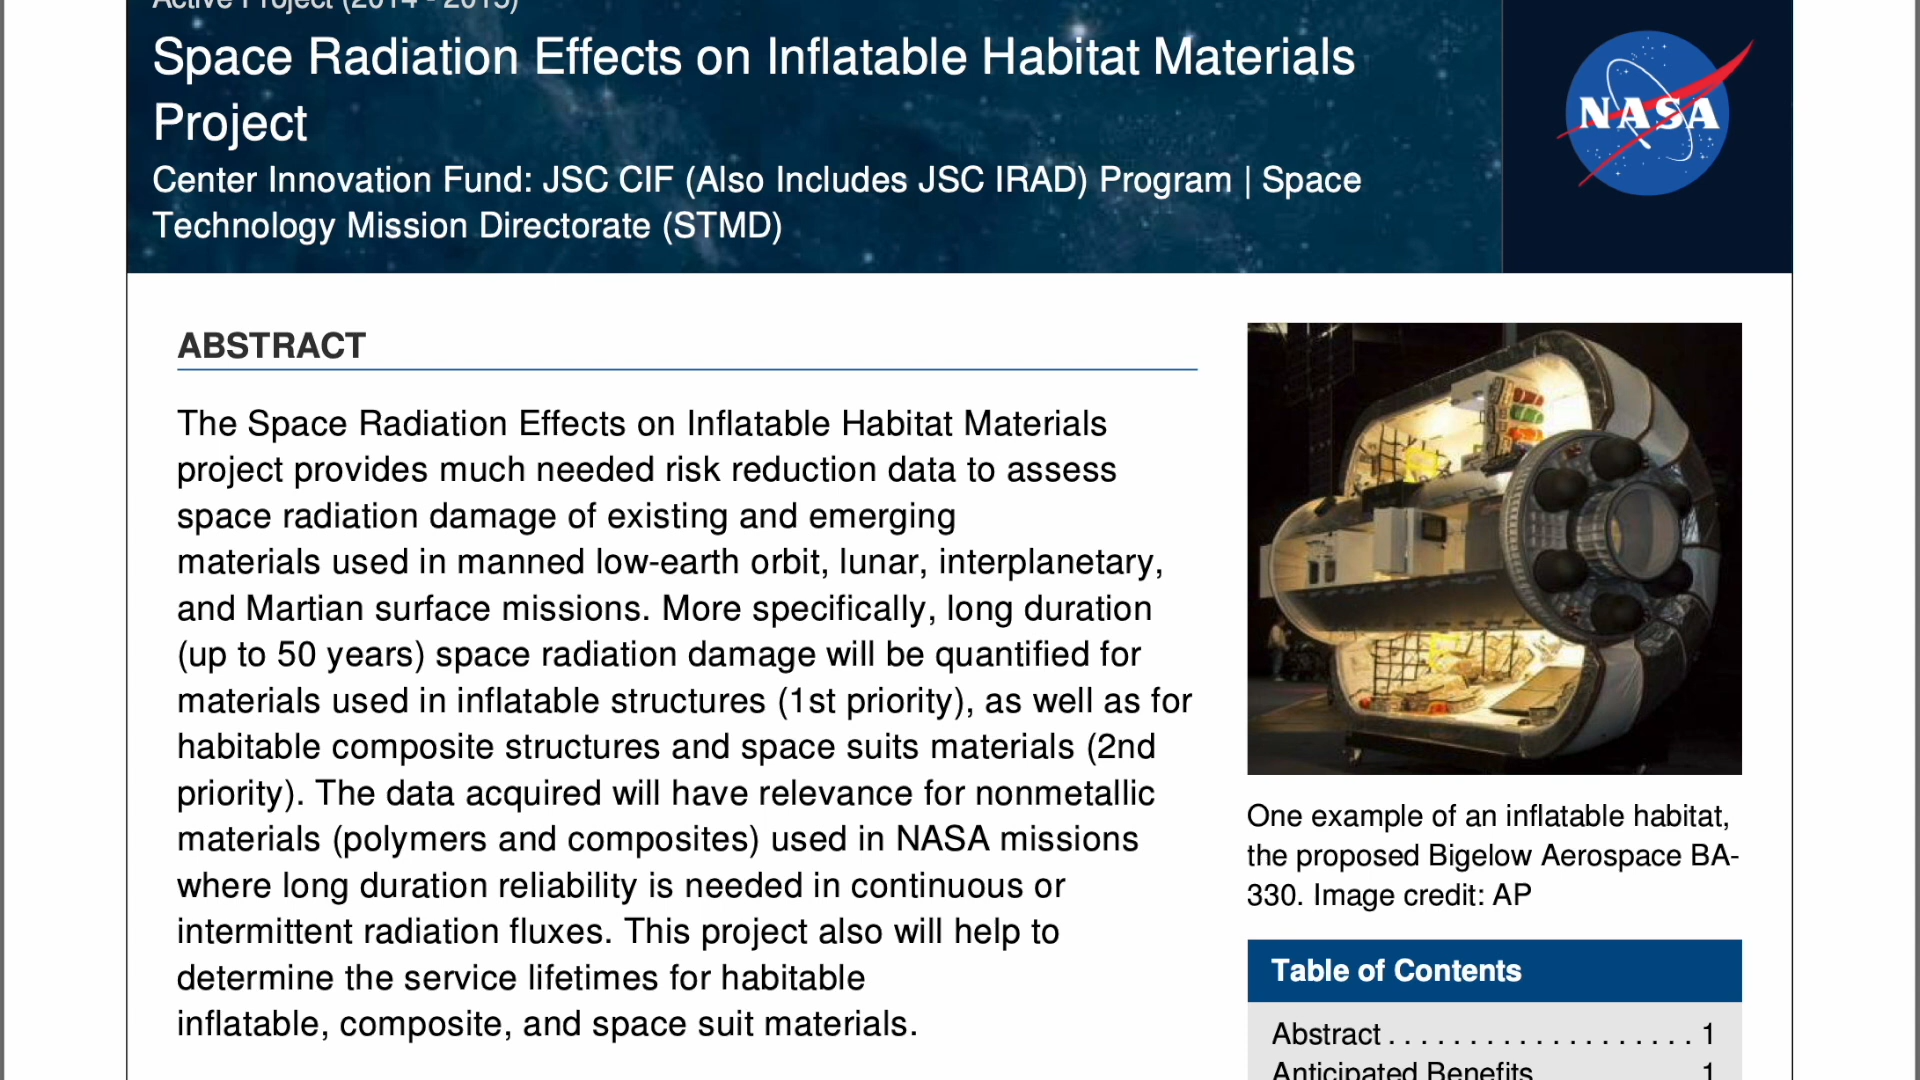 Active Project (2014 - 2015)
Space Radiation Effects on Inflatable Habitat Materials
Project
Center Innovation Fund: JSC CIF (Also Includes JSC IRAD) Program | Space
Technology Mission Directorate (STMD)
NASA
ABSTRACT
The Space Radiation Effects on Inflatable Habitat Materials
project provides much needed risk reduction data to assess
space radiation damage of existing and emerging
materials used in manned low-earth orbit, lunar, interplanetary,
and Martian surface missions. More specifically, long duration
(up to 50 years) space radiation damage will be quantified for
materials used in inflatable structures (1st priority), as well as for
habitable composite structures and space suits materials (2nd
priority). The data acquired will have relevance for nonmetallic
materials (polymers and composites) used in NASA missions
where long duration reliability is needed in continuous or
intermittent radiation fluxes. This project also will help to
determine the service lifetimes for habitable
inflatable, composite, and space suit materials.
One example of an inflatable habitat,
the proposed Bigelow Aerospace BA-
330. Image credit: AP
Table of Contents
Abstract . . . . . . . . . . . . . . . . . . . 1
Anticipated Benefits 1